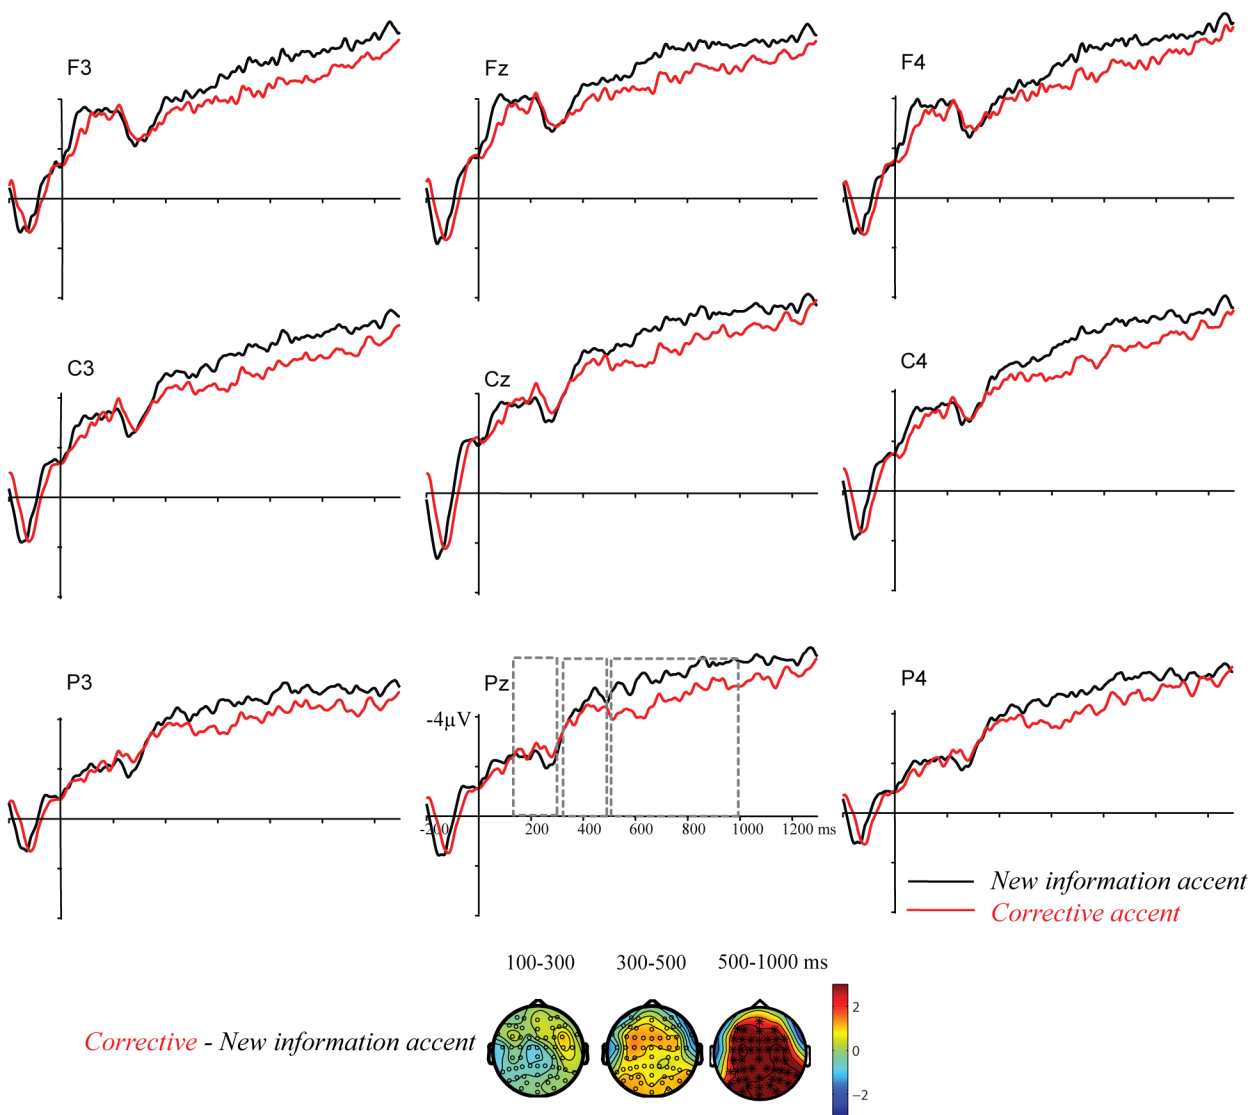 F3
Fz
F4
C3
Cz
C4
P3
Pz
P4
-4µV
-200
200
400
600
800
1000
1200 ms
New information accent
Corrective accent
100-300
300-500
500-1000 ms
Corrective - New information accent
2
0
−2